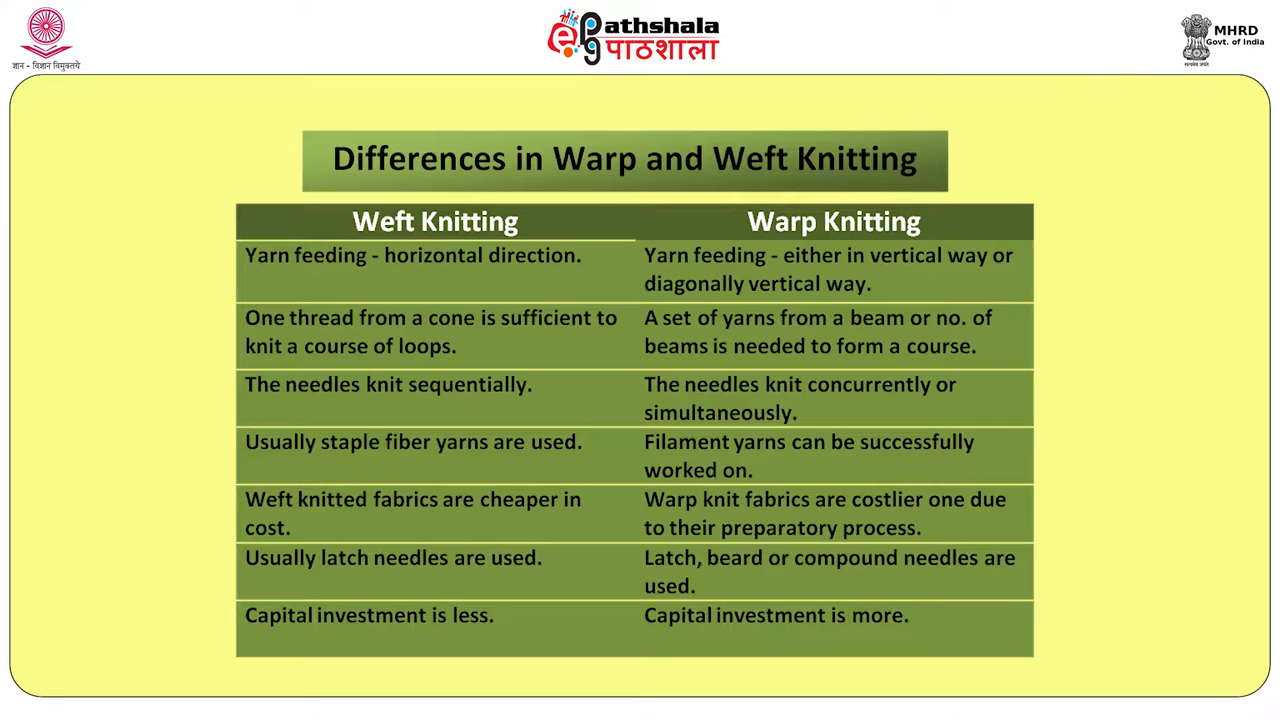 ज्ञान - विज्ञानं विमुक्तये
ePathshala
पाठशाला
MHRD
Govt. of India
सत्यमेव जयते
Differences in Warp and Weft Knitting
Weft Knitting
Warp Knitting
Yarn feeding - horizontal direction.
Yarn feeding - either in vertical way or
diagonally vertical way.
One thread from a cone is sufficient to
knit a course of loops.
A set of yarns from a beam or no. of
beams is needed to form a course.
The needles knit sequentially.
The needles knit concurrently or
simultaneously.
Usually staple fiber yarns are used.
Filament yarns can be successfully
worked on.
Weft knitted fabrics are cheaper in
cost.
Warp knit fabrics are costlier one due
to their preparatory process.
Usually latch needles are used.
Latch, beard or compound needles are
used.
Capital investment is less.
Capital investment is more.